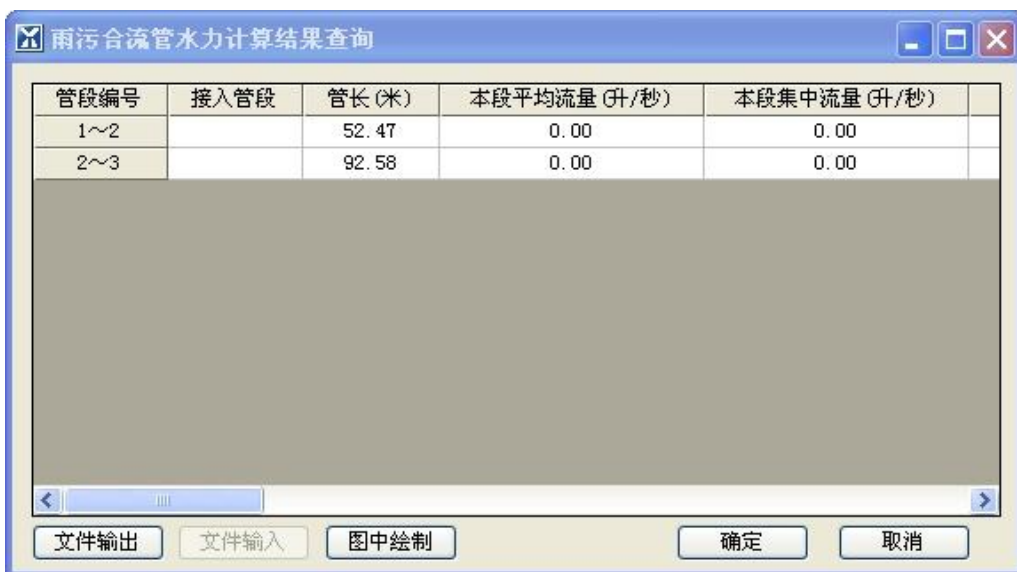 雨污合流管水力计算结果查询
管段编号 接入管段 管长(米) 本段平均流量(升/秒) 本段集中流量(升/秒)
1～2 52.47 0.00 0.00
2～3 92.58 0.00 0.00
文件输出 文件输入 图中绘制 确定 取消